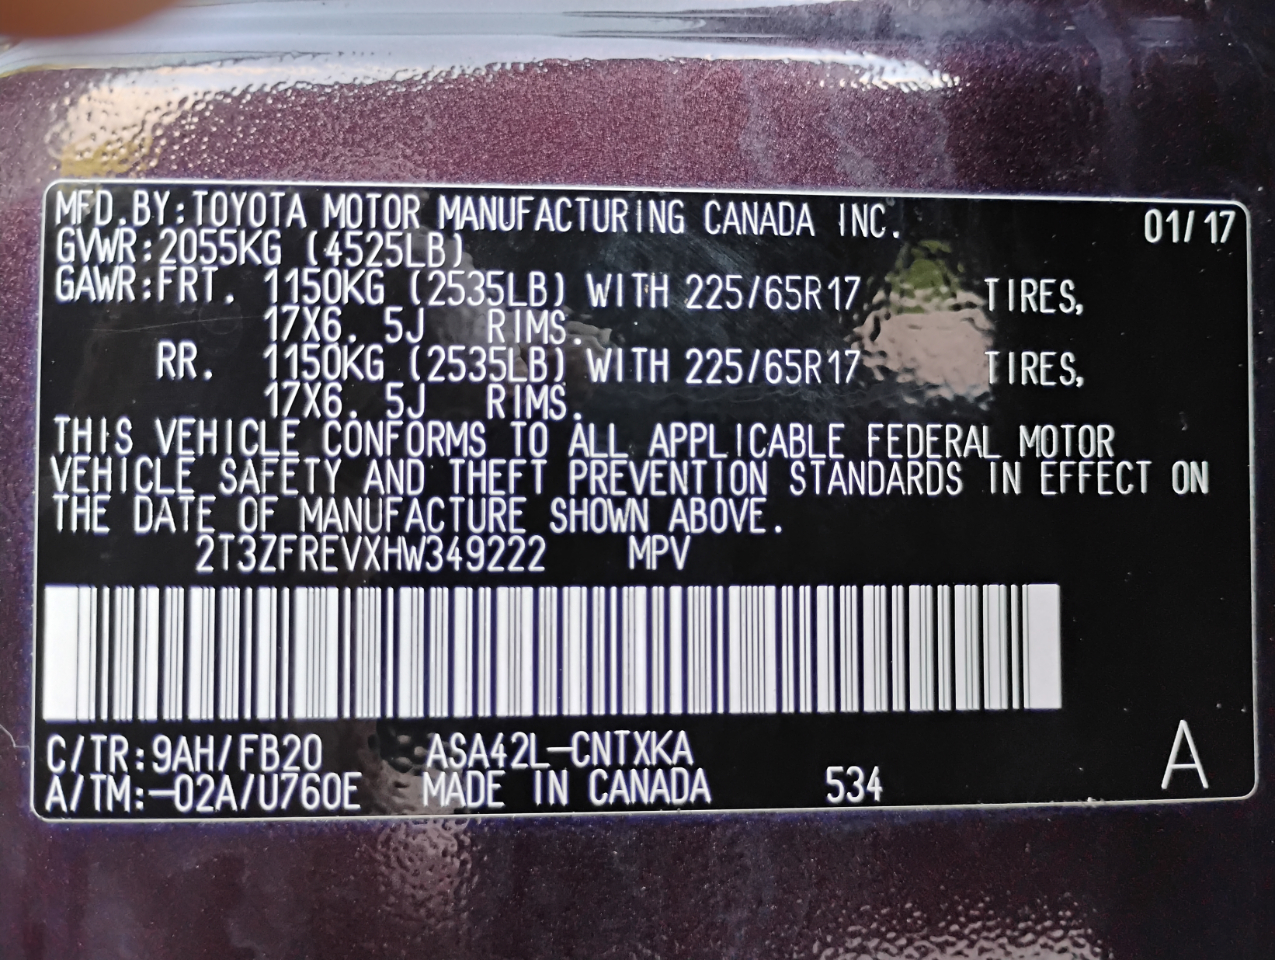 MFD.BY:TOYOTA MOTOR MANUFACTURING CANADA INC. 01/17
GVWR:2055KG (4525LB)
GAWR:FRT. 1150KG (2535LB) WITH 225/65R17 TIRES,
17X6. 5J RIMS.
RR. 1150KG (2535LB) WITH 225/65R17 TIRES,
17X6. 5J RIMS.
THIS VEHICLE CONFORMS TO ALL APPLICABLE FEDERAL MOTOR
VEHICLE SAFETY AND THEFT PREVENTION STANDARDS IN EFFECT ON
THE DATE OF MANUFACTURE SHOWN ABOVE.
2T3ZFREVXHW349222 MPV
C/TR:9AH/FB20 ASA42L-CNTXKA
A/TM:-02A/U760E MADE IN CANADA 534 A